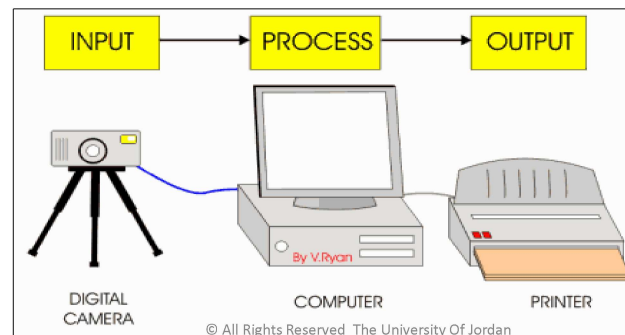 INPUT PROCESS OUTPUT
By V.Ryan
DIGITAL
CAMERA
COMPUTER
PRINTER
© All Rights Reserved The University Of Jordan